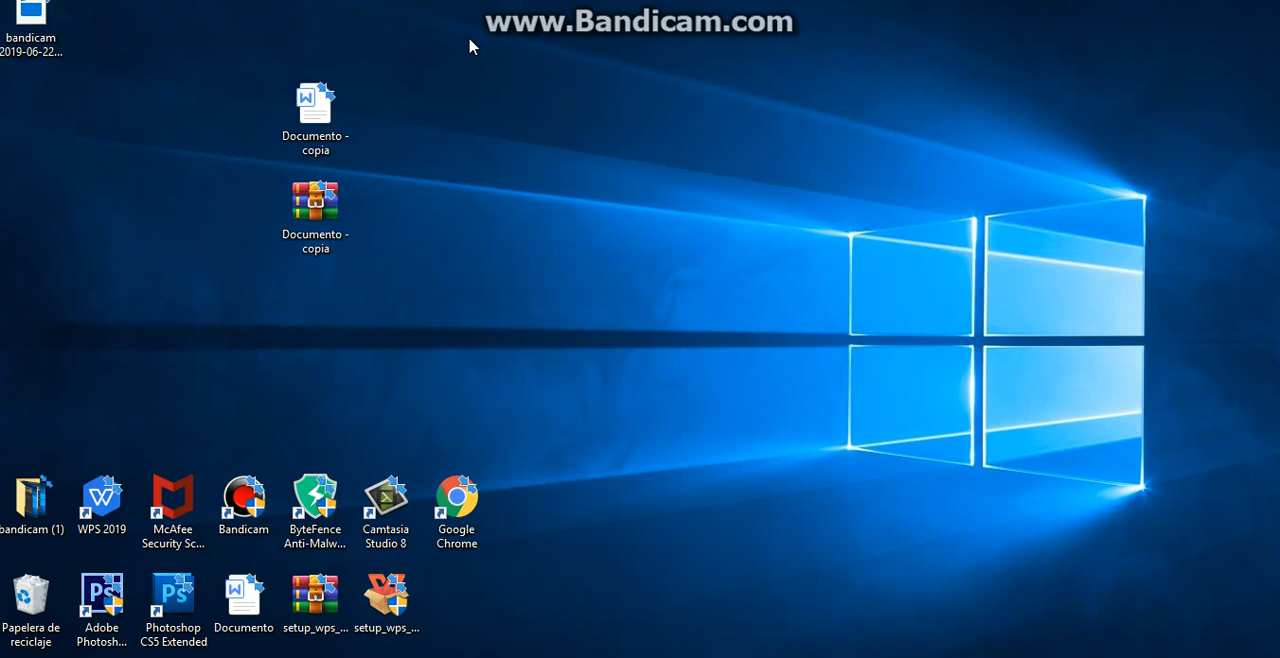 www.Bandicam.com
bandicam
2019-06-22...
Documento -
copia
Documento -
copia
bandicam (1)
WPS 2019
McAfee
Security Sc...
Bandicam
ByteFence
Anti-Malw...
Camtasia
Studio 8
Google
Chrome
Papelera de
reciclaje
Adobe
Photosh...
Photoshop
CS5 Extended
Documento
setup_wps_...
setup_wps_...